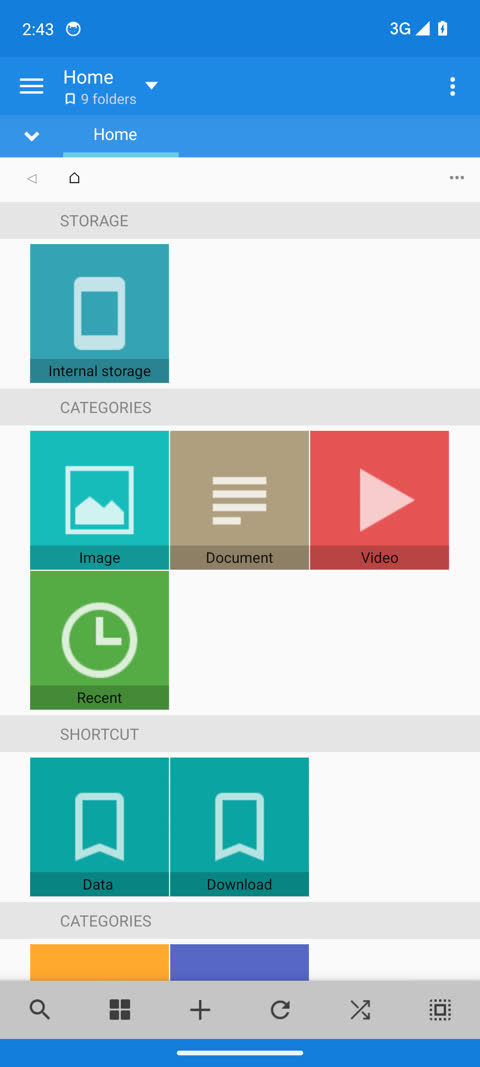 2:43
3G
Home
9 folders
Home
STORAGE
Internal storage
CATEGORIES
Image
Document
Video
Recent
SHORTCUT
Data
Download
CATEGORIES